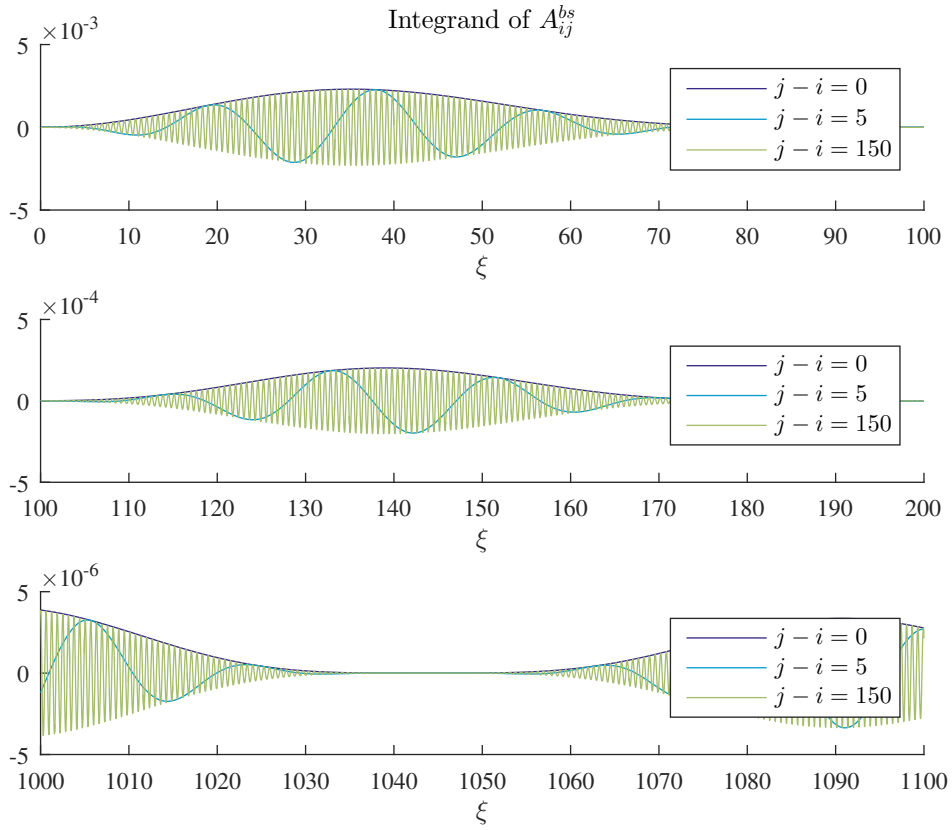 Integrand of $A_{ij}^{bs}$
×10⁻³
5
0
-5
j − i = 0
j − i = 5
j − i = 150
0 10 20 30 40 50 60 70 80 90 100
ξ
×10⁻⁴
5
0
-5
j − i = 0
j − i = 5
j − i = 150
100 110 120 130 140 150 160 170 180 190 200
ξ
×10⁻⁶
5
0
-5
j − i = 0
j − i = 5
j − i = 150
1000 1010 1020 1030 1040 1050 1060 1070 1080 1090 1100
ξ